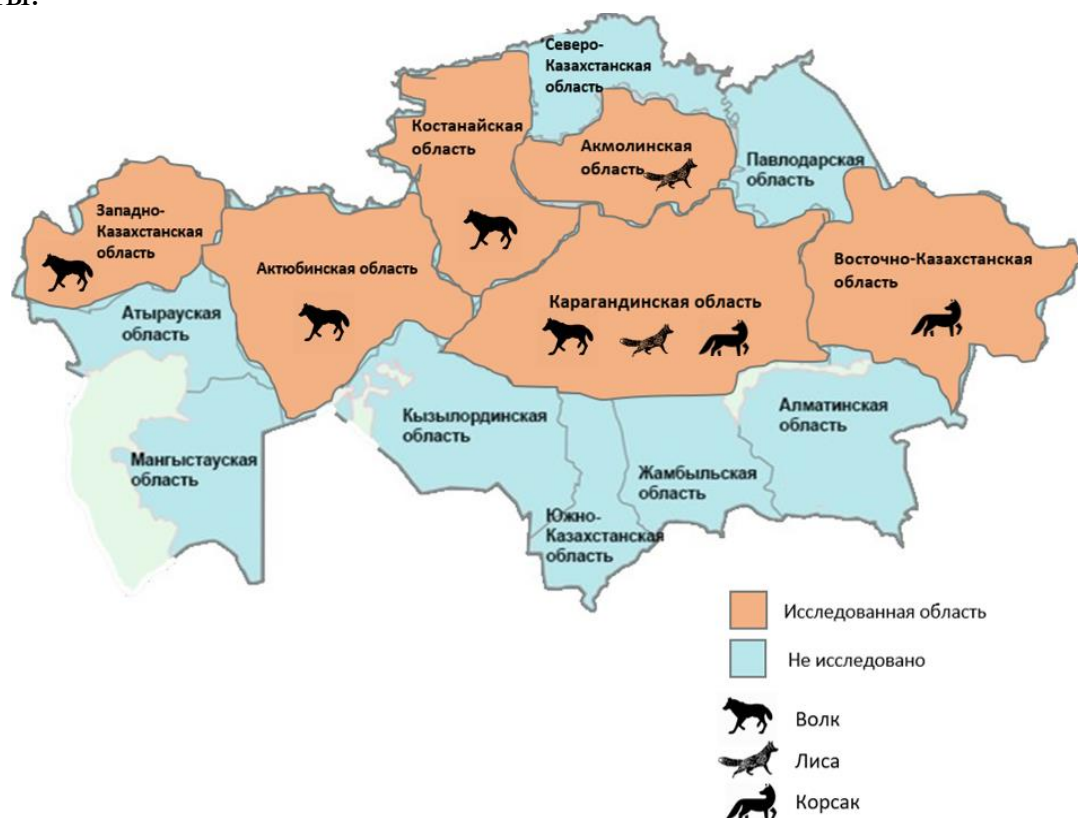 ты.
'Северо-
Казахстанская
область
Костанайская
область
Акмолинская
область
Павлодарская
область
Западно-
Казахстанская
область
Актюбинская область
Восточно-Казахстанская
область
Карагандинская область
Атырауская
область
Кызылординская
область
Алматинская
область
Мангыстауская
область
Жамбыльская
область
Южно-
Казахстанская
область
Исследованная область
Не исследовано
Волк
Лиса
Корсак